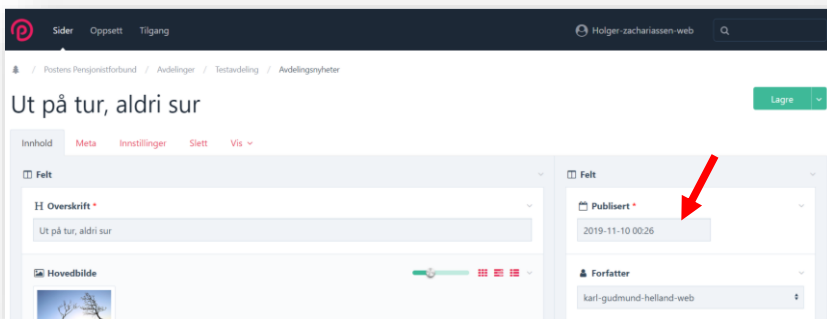 Sider Oppsett Tilgang Holger-zachariassen-web
/ Postens Pensjonistforbund / Avdelinger / Testavdeling / Avdelingsnyheter
Ut på tur, aldri sur Lagre
Innhold Meta Innstillinger Slett Vis
Felt
H Overskrift *
Ut på tur, aldri sur
Hovedbilde
Felt
Publisert *
2019-11-10 00:26
Forfatter
karl-gudmund-helland-web